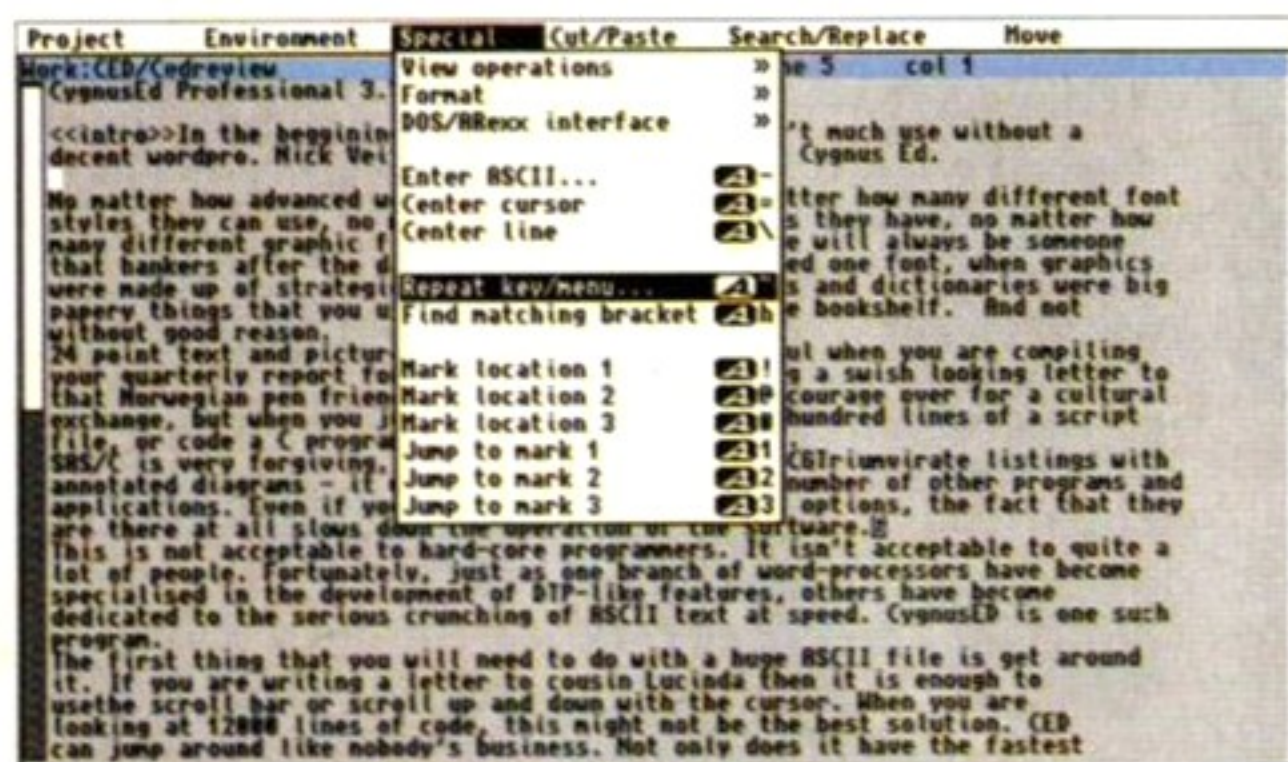 Project Environment Special Cut/Paste Search/Replace Move
Work:CED/Cedreview ne 5 col 1
View operations »
Format »
DOS/ARexx interface »
Enter ASCII... A-
Center cursor A=
Center line A\
Repeat key/menu... A~
Find matching bracket Ah
Mark location 1 A!
Mark location 2 A@
Mark location 3 A#
Jump to mark 1 A1
Jump to mark 2 A2
Jump to mark 3 A3
CygnusEd Professional 3.
<<intro>>In the beggining 't much use without a
decent wordpro. Nick Vei Cygnus Ed.
No matter how advanced w tter how many different font
styles they can use, no s they have, no matter how
many different graphic f e will always be someone
that hankers after the d ed one font, when graphics
were made up of strategi s and dictionaries were big
papery things that you u e bookshelf. And not
without good reason.
24 point text and pictur ul when you are compiling
your quarterly report fo g a swish looking letter to
that Norwegian pen frien courage over for a cultural
exchange, but when you j hundred lines of a script
file, or code a C program
SAS/C is very forgiving, CGTriumvirate listings with
annotated diagrams - it number of other programs and
applications. Even if yo options, the fact that they
are there at all slows down the operation of the software.
This is not acceptable to hard-core programmers. It isn't acceptable to quite a
lot of people. Fortunately, just as one branch of word-processors have become
specialised in the development of DTP-like features, others have become
dedicated to the serious crunching of ASCII text at speed. CygnusED is one such
program.
The first thing that you will need to do with a huge ASCII file is get around
it. If you are writing a letter to cousin Lucinda then it is enough to
usethe scroll bar or scroll up and down with the cursor. When you are
looking at 12000 lines of code, this might not be the best solution. CED
can jump around like nobody's business. Not only does it have the fastest